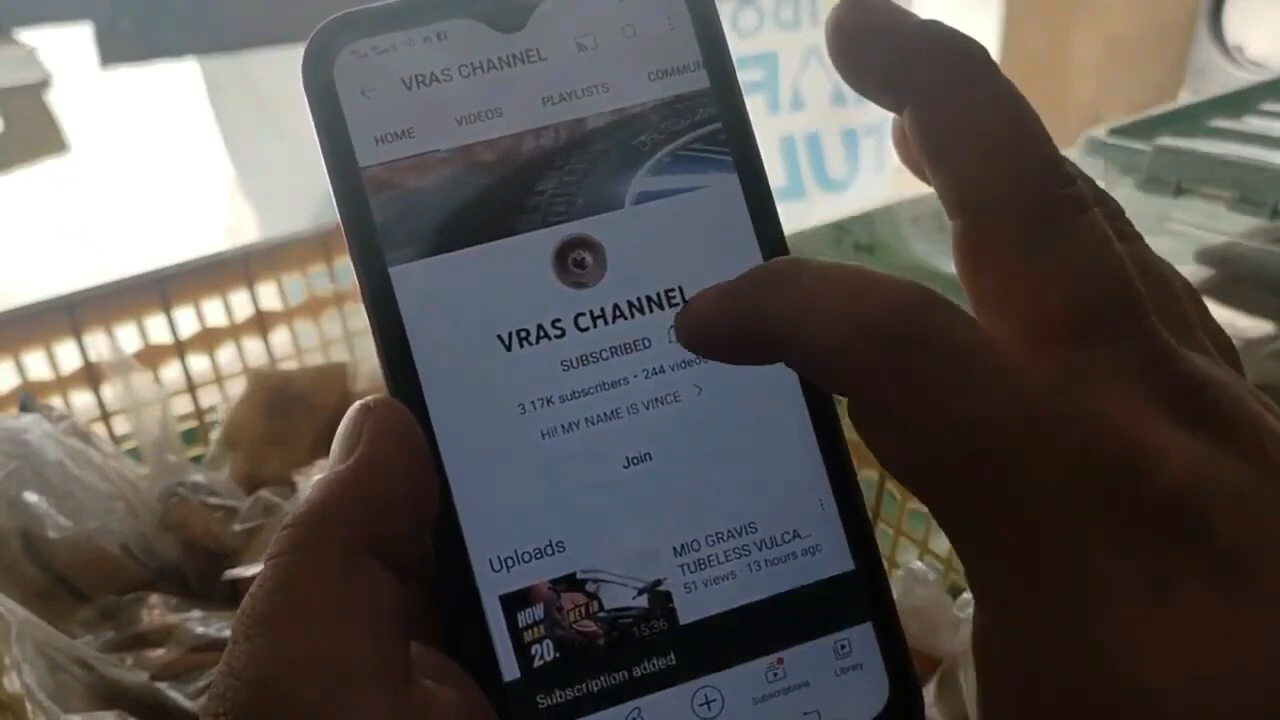 VRAS CHANNEL
HOME VIDEOS PLAYLISTS COMMUN
VRAS CHANNEL
SUBSCRIBED
3.17K subscribers • 244 videos
Hi! MY NAME IS VINCE
Join
Uploads
MIO GRAVIS
TUBELESS VULCA...
51 views · 13 hours ago
HOW
20.
15:36
Subscription added
Subscriptions
Library